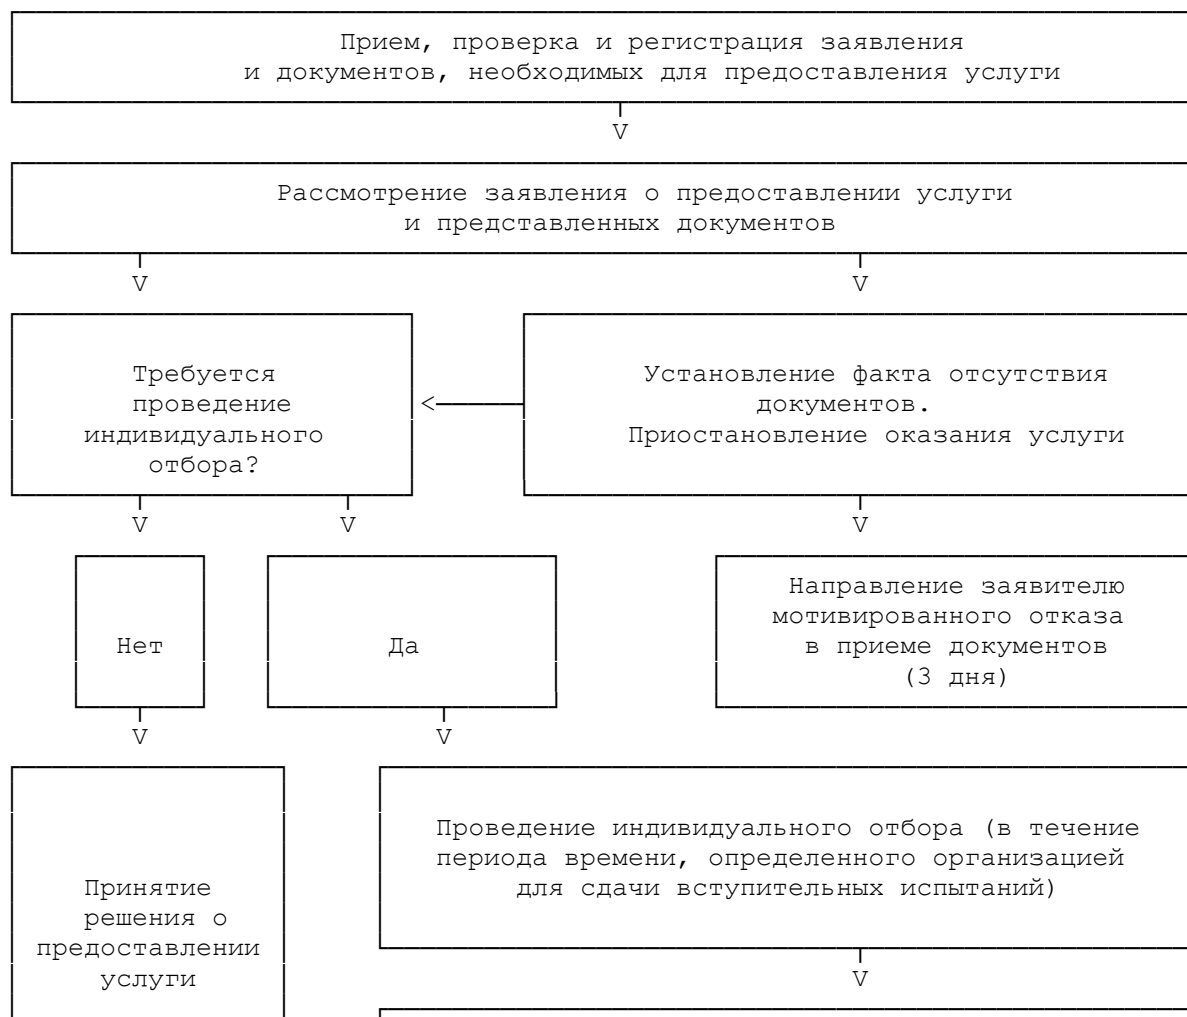 Прием, проверка и регистрация заявления
и документов, необходимых для предоставления услуги
V
Рассмотрение заявления о предоставлении услуги
и представленных документов
V
V
Требуется
проведение
индивидуального
отбора?
<
Установление факта отсутствия
документов.
Приостановление оказания услуги
V
V
V
Нет
Да
Направление заявителю
мотивированного отказа
в приеме документов
(3 дня)
V
V
Принятие
решения о
предоставлении
услуги
Проведение индивидуального отбора (в течение
периода времени, определенного организацией
для сдачи вступительных испытаний)
V